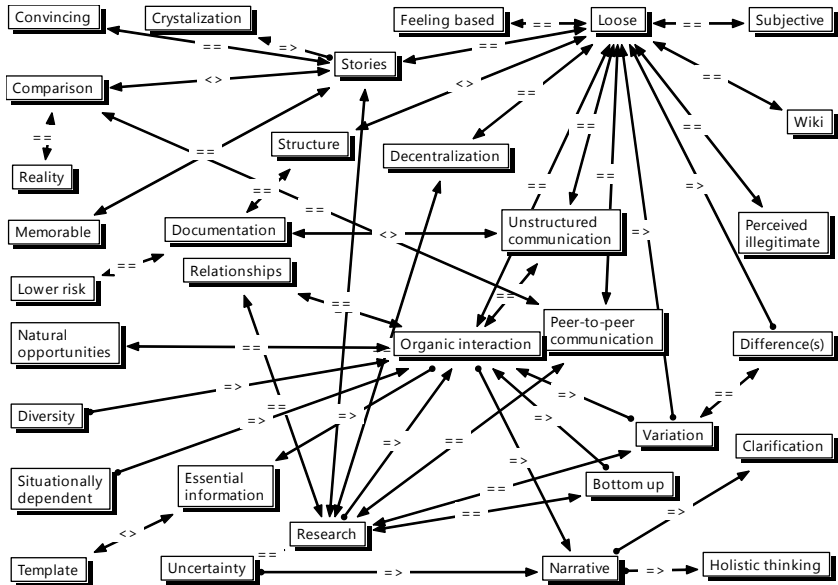 Convincing
Crystalization
Feeling based
==
Loose
==
Subjective
==
=>
==
Stories
Comparison
<>
<>
==
==
Wiki
==
Structure
==
==
==
Decentralization
Reality
==
==
==
=>
==
Memorable
Documentation
<>
Unstructured
communication
=>
Perceived
illegitimate
Lower risk
==
Relationships
==
==
Natural
opportunities
==
==
Organic interaction
Peer-to-peer
communication
Difference(s)
=>
==
Diversity
==
=>
=>
=>
=>
==
=>
Variation
Clarification
=>
==
=>
Situationally
dependent
Essential
information
==
Bottom up
==
=>
Research
<>
==
Template
Uncertainty
=>
Narrative
=>
Holistic thinking